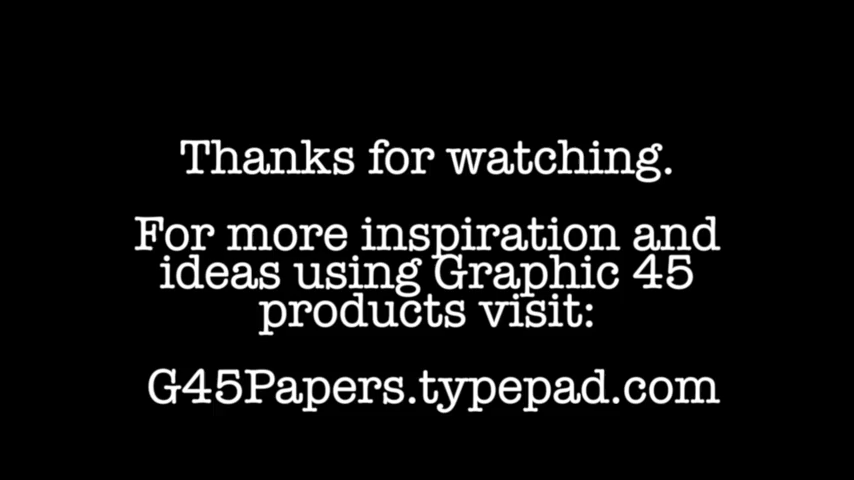 Thanks for watching.
For more inspiration and
ideas using Graphic 45
products visit:
G45Papers.typepad.com